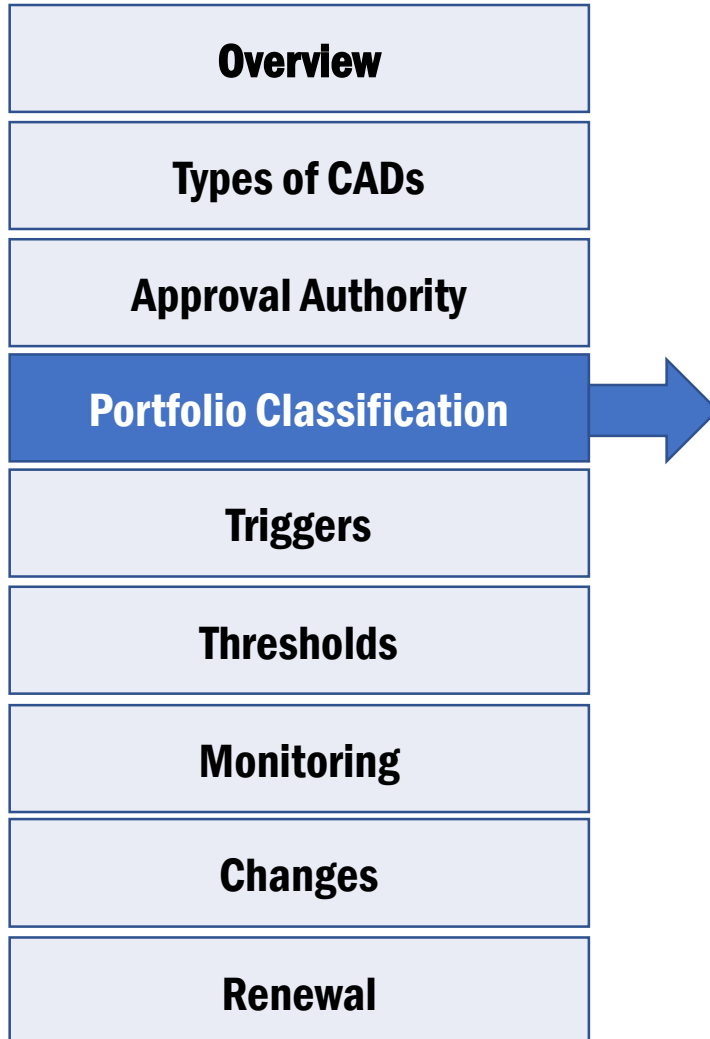 Overview
Types of CADs
Approval Authority
Portfolio Classification
Triggers
Thresholds
Monitoring
Changes
Renewal